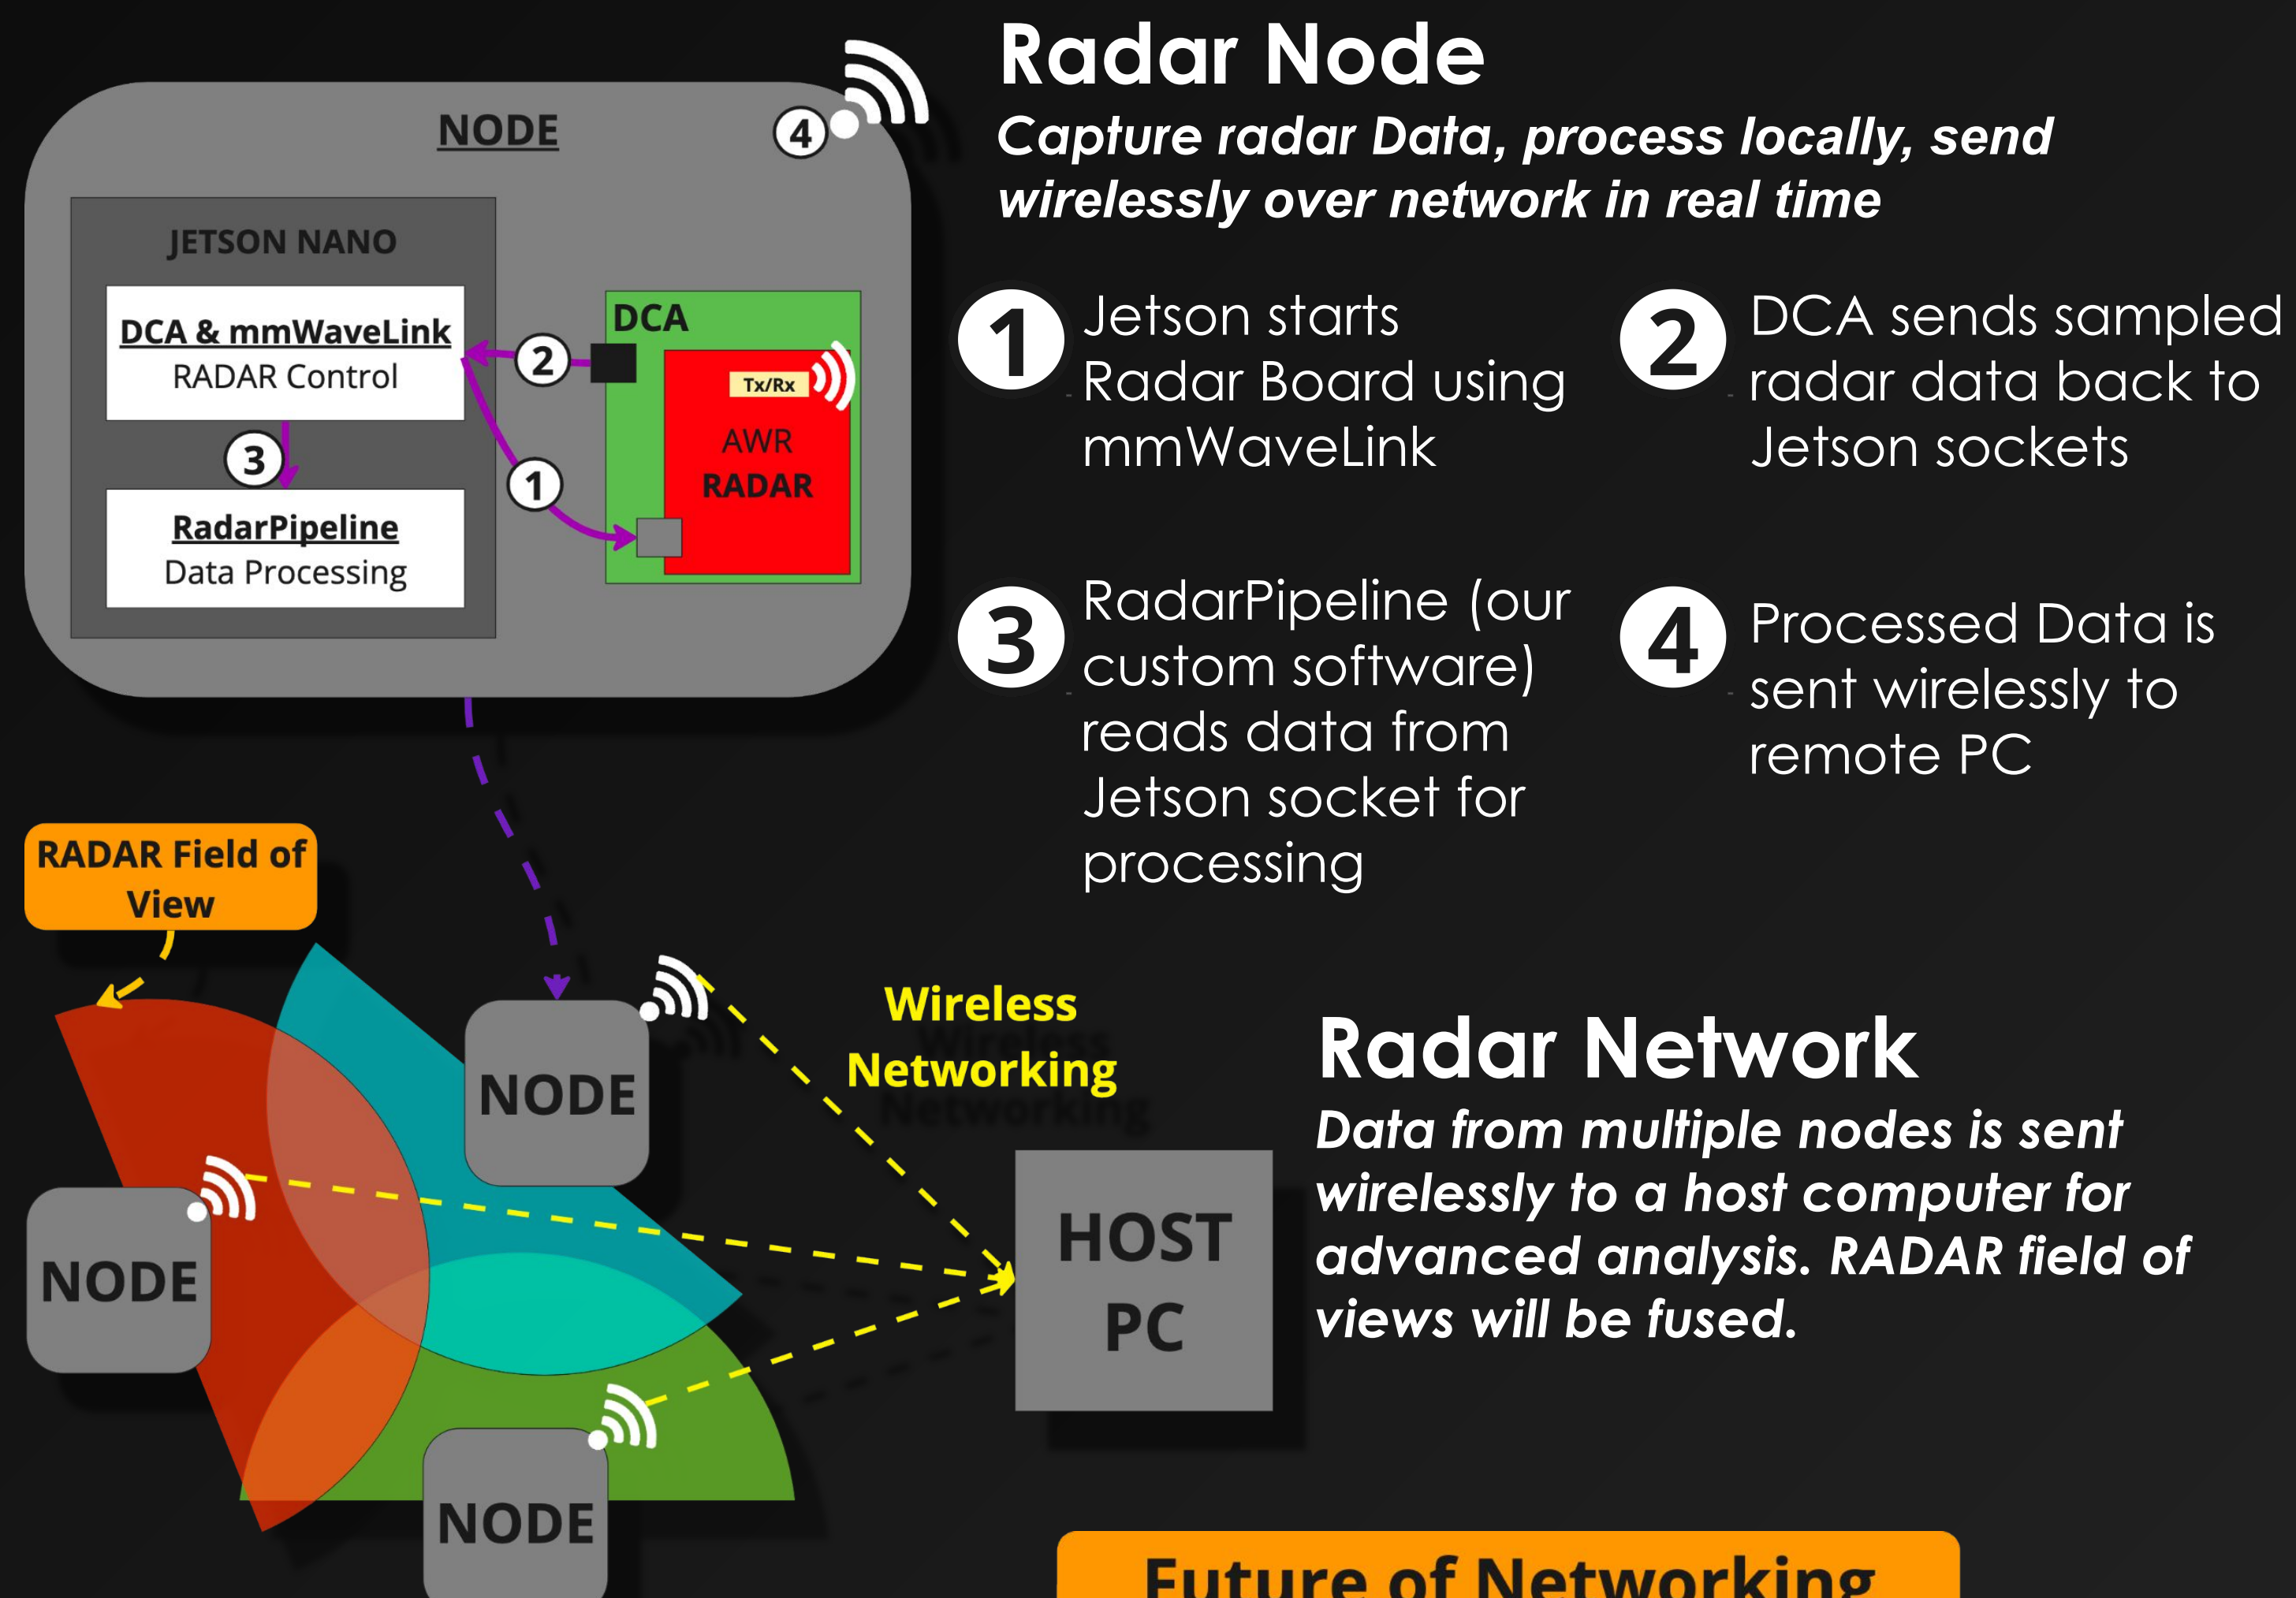 Radar Node
Capture radar Data, process locally, send
wirelessly over network in real time
NODE
4
JETSON NANO
DCA & mmWaveLink
RADAR Control
2
DCA
Tx/Rx
AWR
RADAR
3
1
RadarPipeline
Data Processing
1
Jetson starts
Radar Board using
mmWaveLink
2
DCA sends sampled
radar data back to
Jetson sockets
3
RadarPipeline (our
custom software)
reads data from
Jetson socket for
processing
4
Processed Data is
sent wirelessly to
remote PC
RADAR Field of
View
NODE
NODE
NODE
Wireless
Networking
HOST
PC
Radar Network
Data from multiple nodes is sent
wirelessly to a host computer for
advanced analysis. RADAR field of
views will be fused.
Future of Networking